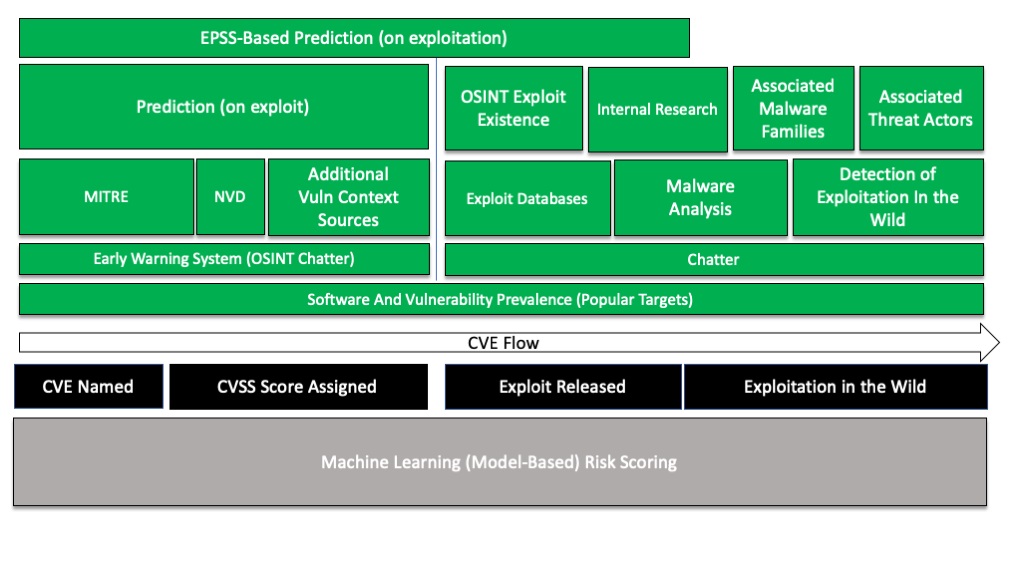 EPSS-Based Prediction (on exploitation)
Prediction (on exploit)
OSINT Exploit
Existence
Internal Research
Associated
Malware
Families
Associated
Threat Actors
MITRE
NVD
Additional
Vuln Context
Sources
Exploit Databases
Malware
Analysis
Detection of
Exploitation In the
Wild
Early Warning System (OSINT Chatter)
Chatter
Software And Vulnerability Prevalence (Popular Targets)
CVE Flow
CVE Named
CVSS Score Assigned
Exploit Released
Exploitation in the Wild
Machine Learning (Model-Based) Risk Scoring